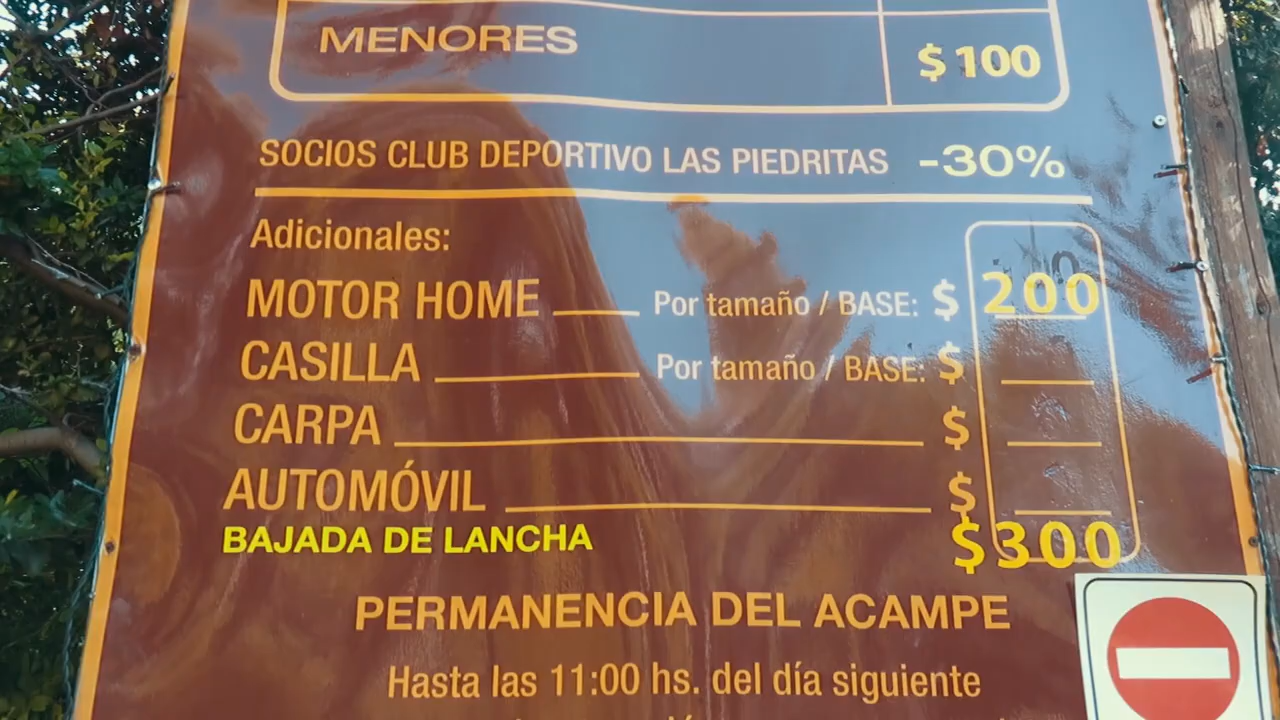 MENORES $100
SOCIOS CLUB DEPORTIVO LAS PIEDRITAS -30%
Adicionales:
MOTOR HOME Por tamaño / BASE: $ 200
CASILLA Por tamaño / BASE: $
CARPA $
AUTOMÓVIL $
BAJADA DE LANCHA $300
PERMANENCIA DEL ACAMPE
Hasta las 11:00 hs. del día siguiente